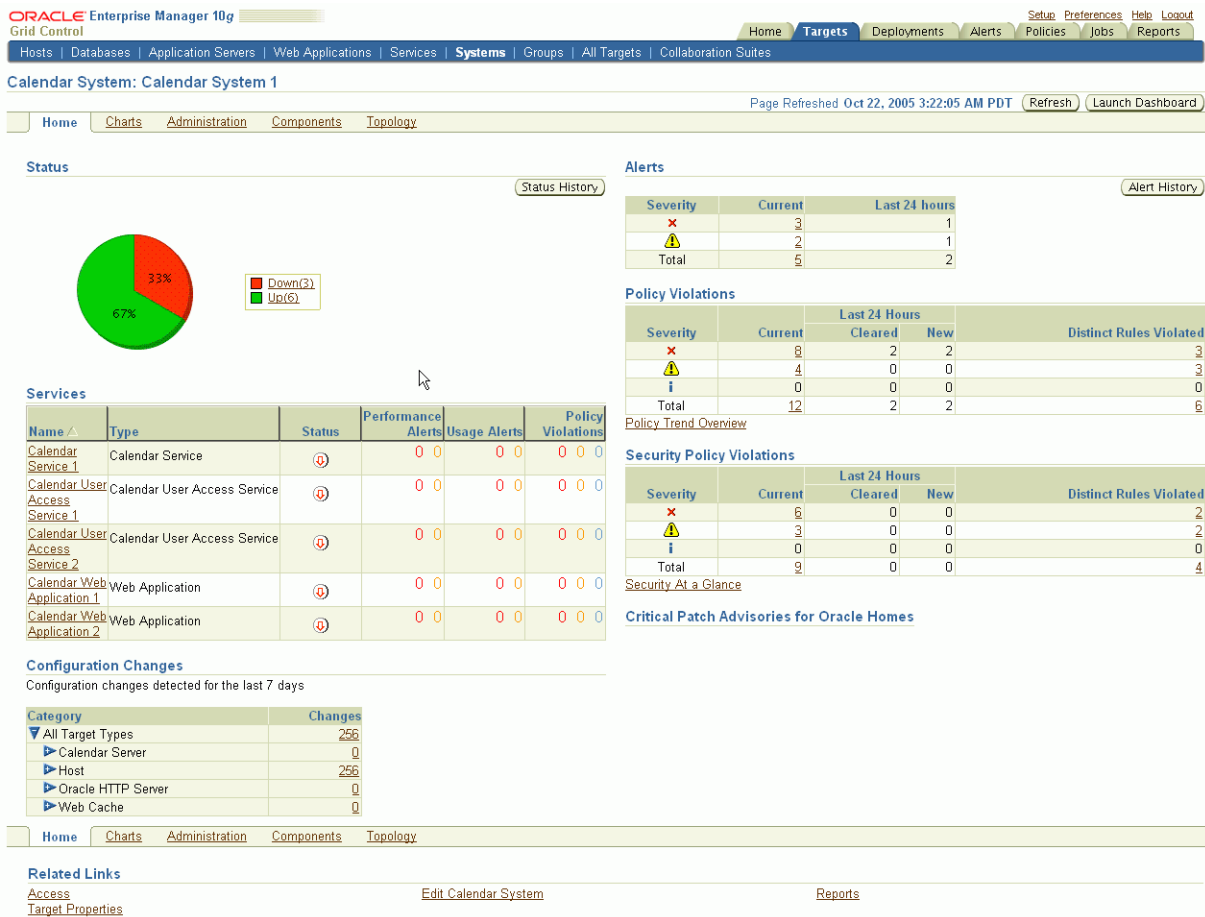 ORACLE Enterprise Manager 10g
Grid Control
Setup Preferences Help Logout
Home Targets Deployments Alerts Policies Jobs Reports
Hosts | Databases | Application Servers | Web Applications | Services | Systems | Groups | All Targets | Collaboration Suites
Calendar System: Calendar System 1
Page Refreshed Oct 22, 2005 3:22:05 AM PDT Refresh Launch Dashboard
Home Charts Administration Components Topology
Status
Status History
33%
67%
Down(3)
Up(6)
Services
Name Type Status Performance Alerts Usage Alerts Policy Violations
Calendar Service 1 Calendar Service 0 0 0 0 0 0 0
Calendar User Access Service 1 Calendar User Access Service 0 0 0 0 0 0 0
Calendar User Access Service 2 Calendar User Access Service 0 0 0 0 0 0 0
Calendar Web Application 1 Web Application 0 0 0 0 0 0 0
Calendar Web Application 2 Web Application 0 0 0 0 0 0 0
Configuration Changes
Configuration changes detected for the last 7 days
Category Changes
All Target Types 256
Calendar Server 0
Host 256
Oracle HTTP Server 0
Web Cache 0
Alerts
Alert History
Severity Current Last 24 hours
3 1
2 1
Total 5 2
Policy Violations
Last 24 Hours
Severity Current Cleared New Distinct Rules Violated
8 2 2 3
4 0 0 3
0 0 0 0
Total 12 2 2 6
Policy Trend Overview
Security Policy Violations
Last 24 Hours
Severity Current Cleared New Distinct Rules Violated
6 0 0 2
3 0 0 2
0 0 0 0
Total 9 0 0 4
Security At a Glance
Critical Patch Advisories for Oracle Homes
Home Charts Administration Components Topology
Related Links
Access Edit Calendar System Reports
Target Properties